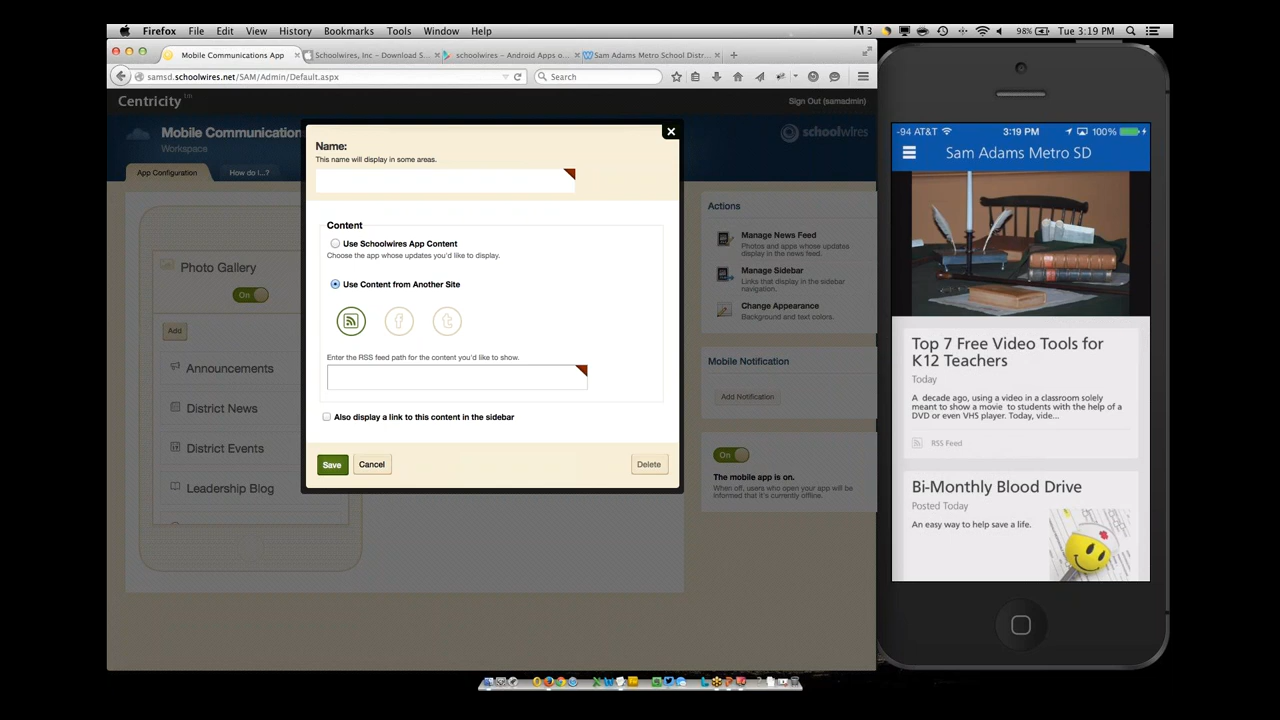 Firefox File Edit View History Bookmarks Tools Window Help
3 98% Tue 3:19 PM
Mobile Communications App × Schoolwires, Inc – Download S... × schoolwires – Android Apps o... × Sam Adams Metro School Distr... × +
samsd.schoolwires.net/SAM/Admin/Default.aspx
Search
Centricity™
Sign Out (samadmin)
Mobile Communication
Workspace
schoolwires
App Configuration
How do I...?
Photo Gallery
On
Add
Announcements
District News
District Events
Leadership Blog
Name:
This name will display in some areas.
Content
Use Schoolwires App Content
Choose the app whose updates you'd like to display.
Use Content from Another Site
Enter the RSS feed path for the content you'd like to show.
Also display a link to this content in the sidebar
Save Cancel Delete
Actions
Manage News Feed
Photos and apps whose updates
display in the news feed.
Manage Sidebar
Links that display in the sidebar
navigation.
Change Appearance
Background and text colors.
Mobile Notification
Add Notification
On
The mobile app is on.
When off, users who open your app will be
informed that it's currently offline.
-94 AT&T 3:19 PM 100%
Sam Adams Metro SD
Top 7 Free Video Tools for
K12 Teachers
Today
A decade ago, using a video in a classroom solely
meant to show a movie to students with the help of a
DVD or even VHS player. Today, vide...
RSS Feed
Bi-Monthly Blood Drive
Posted Today
An easy way to help save a life.